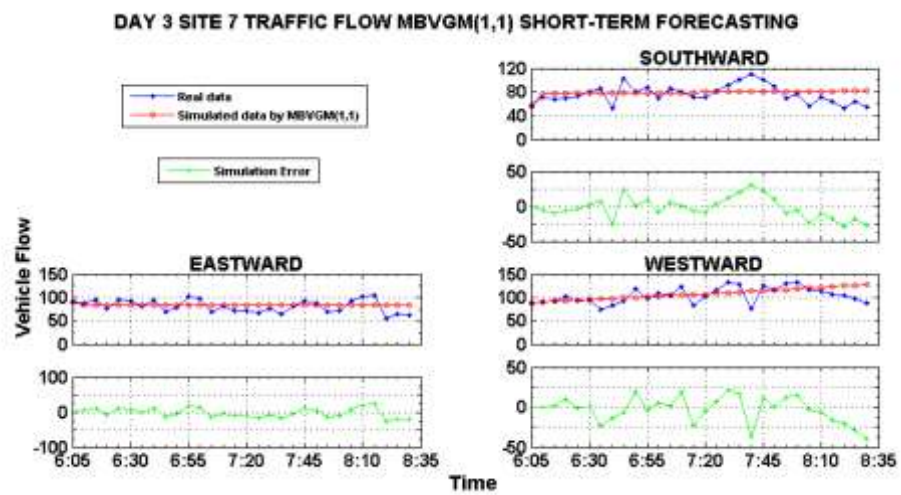 DAY 3 SITE 7 TRAFFIC FLOW MBVGM(1,1) SHORT-TERM FORECASTING
Real data
Simulated data by MBVGM(1,1)
Simulation Error
SOUTHWARD
120
80
40
0
50
0
-50
Vehicle Flow
EASTWARD
150
100
50
0
100
0
-100
6:05 6:30 6:55 7:20 7:45 8:10 8:35
WESTWARD
150
100
50
0
50
0
-50
6:05 6:30 6:55 7:20 7:45 8:10 8:35
Time